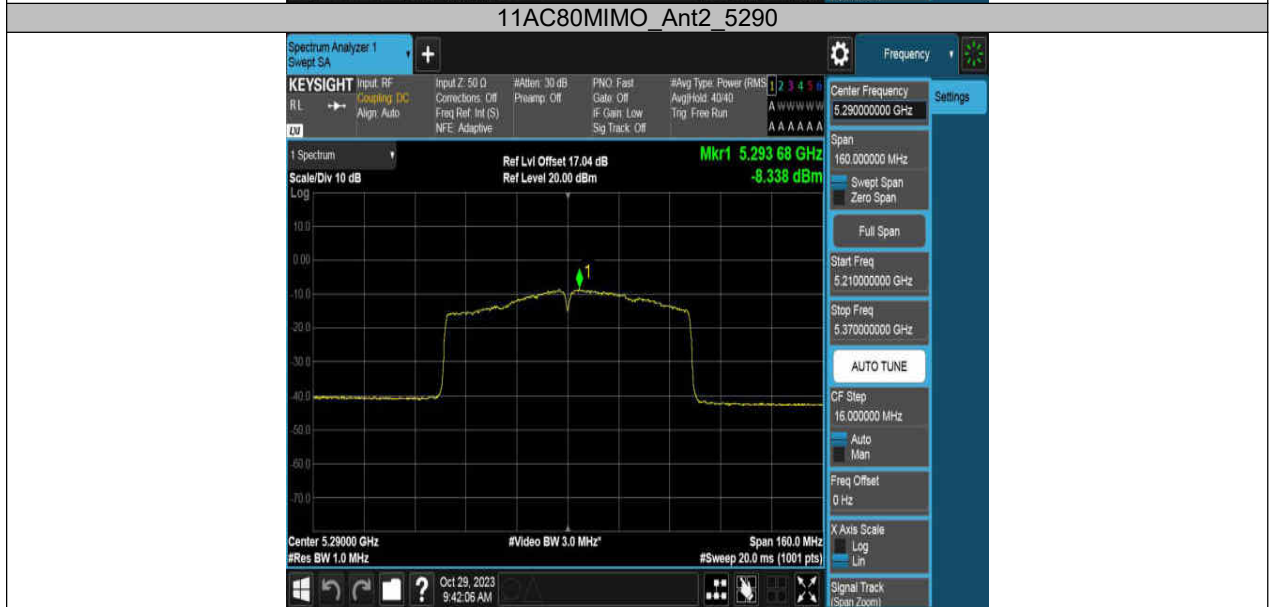 11AC80MIMO_Ant2_5290
Spectrum Analyzer 1
Swept SA
+
Frequency
KEYSIGHT
Input: RF
Coupling: DC
Align: Auto
Input Z: 50 Ω
Corrections: Off
Freq Ref: Int (S)
NFE: Adaptive
#Atten: 30 dB
Preamp: Off
PNO: Fast
Gate: Off
IF Gain: Low
Sig Track: Off
#Avg Type: Power (RMS
Avg|Hold: 40/40
Trig: Free Run
1 2 3 4 5 6
A W W W W W
A A A A A A
RL
LXI
Center Frequency
5.290000000 GHz
Settings
Span
160.000000 MHz
Swept Span
Zero Span
Full Span
Start Freq
5.210000000 GHz
Stop Freq
5.370000000 GHz
AUTO TUNE
CF Step
16.000000 MHz
Auto
Man
Freq Offset
0 Hz
X Axis Scale
Log
Lin
Signal Track
(Span Zoom)
1 Spectrum
Scale/Div 10 dB
Log
Ref Lvl Offset 17.04 dB
Ref Level 20.00 dBm
Mkr1 5.293 68 GHz
-8.338 dBm
10.0
0.00
-10.0
-20.0
-30.0
-40.0
-50.0
-60.0
-70.0
1
Center 5.29000 GHz
#Res BW 1.0 MHz
#Video BW 3.0 MHz*
Span 160.0 MHz
#Sweep 20.0 ms (1001 pts)
?
Oct 29, 2023
9:42:06 AM